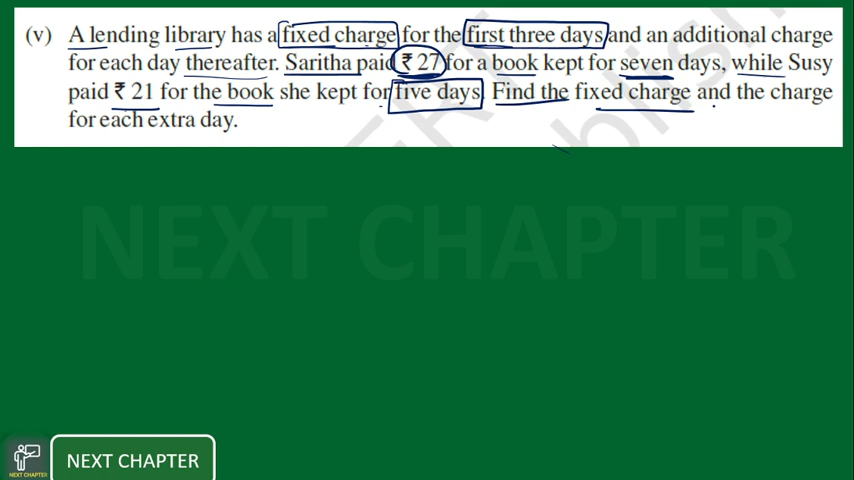 (v) A lending library has a fixed charge for the first three days and an additional charge
for each day thereafter. Saritha paid ₹ 27 for a book kept for seven days, while Susy
paid ₹ 21 for the book she kept for five days. Find the fixed charge and the charge
for each extra day.
NEXT CHAPTER
NEXT CHAPTER
NEXT CHAPTER